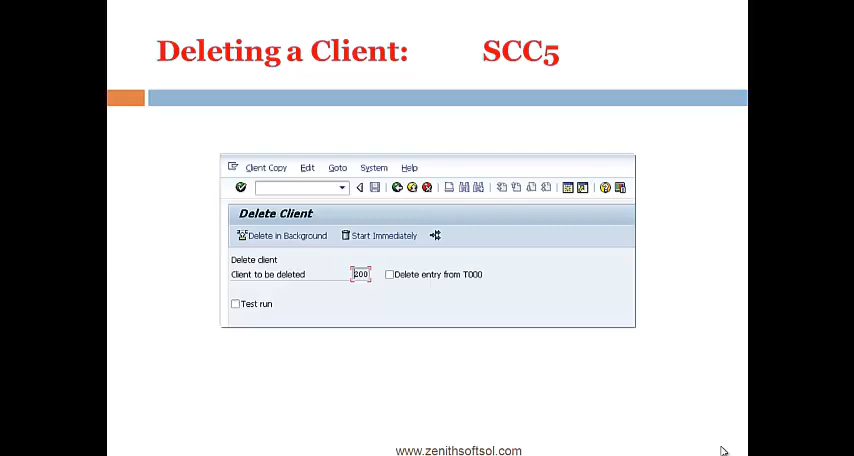 Deleting a Client: SCC5
Client Copy Edit Goto System Help
Delete Client
Delete in Background Start Immediately
Delete client
Client to be deleted 200 Delete entry from T000
Test run
www.zenithsoftsol.com